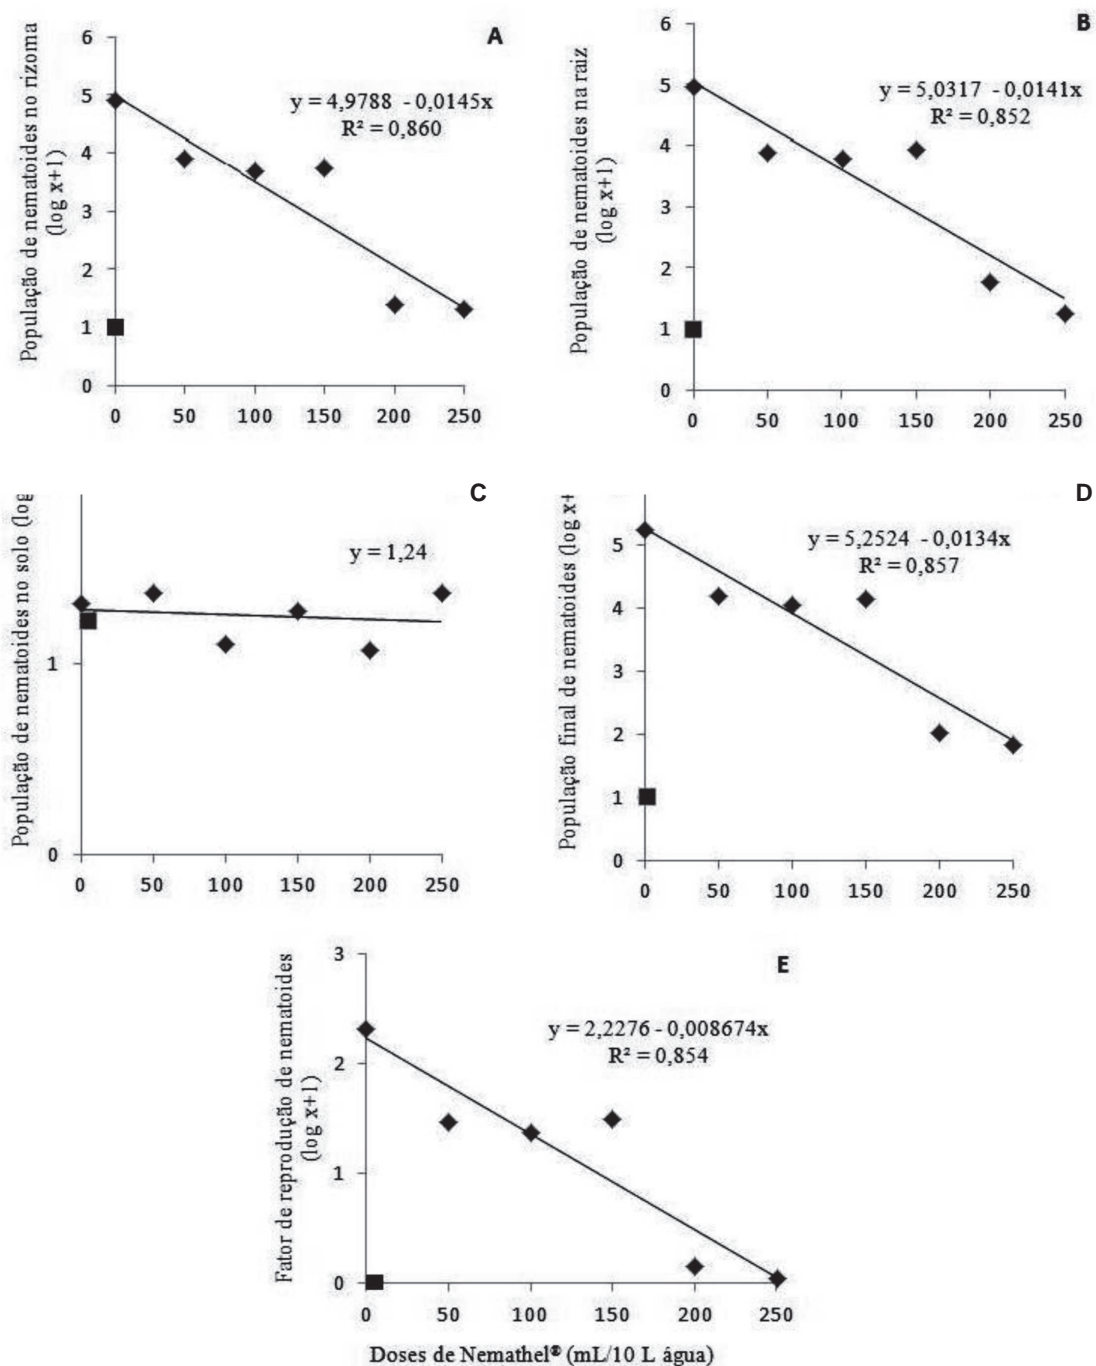 A
População de nematoides no rizoma
(log x+1)
y = 4,9788 - 0,0145x
R² = 0,860
6
5
4
3
2
1
0
0 50 100 150 200 250
B
População de nematoides na raiz
(log x+1)
y = 5,0317 - 0,0141x
R² = 0,852
6
5
4
3
2
1
0
0 50 100 150 200 250
C
População de nematoides no solo (log
y = 1,24
1
0
0 50 100 150 200 250
D
População final de nematoides (log x+
y = 5,2524 - 0,0134x
R² = 0,857
5
4
3
2
1
0
0 50 100 150 200 250
E
Fator de reprodução de nematoides
(log x+1)
y = 2,2276 - 0,008674x
R² = 0,854
3
2
1
0
0 50 100 150 200 250
Doses de Nemathel® (mL/10 L água)